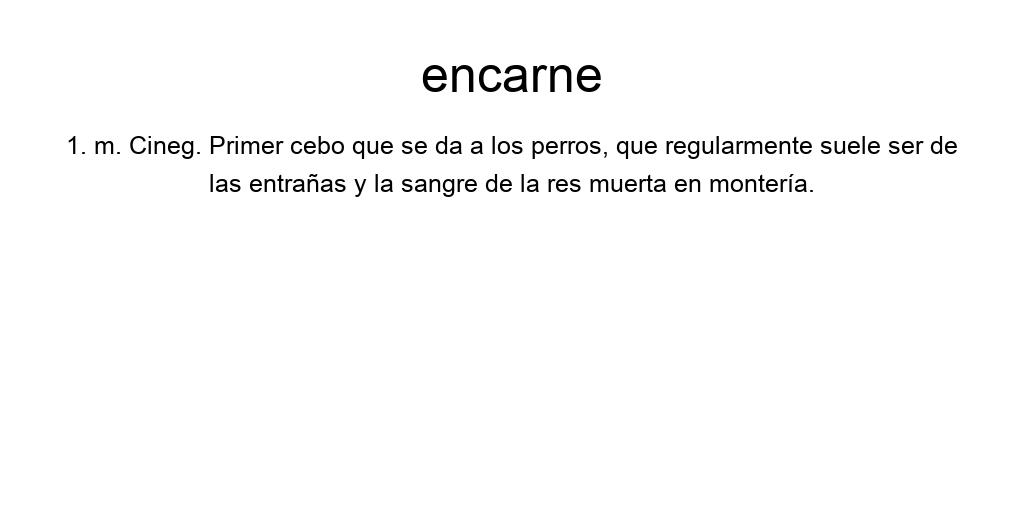 encarne
1. m. Cineg. Primer cebo que se da a los perros, que regularmente suele ser de
las entrañas y la sangre de la res muerta en montería.